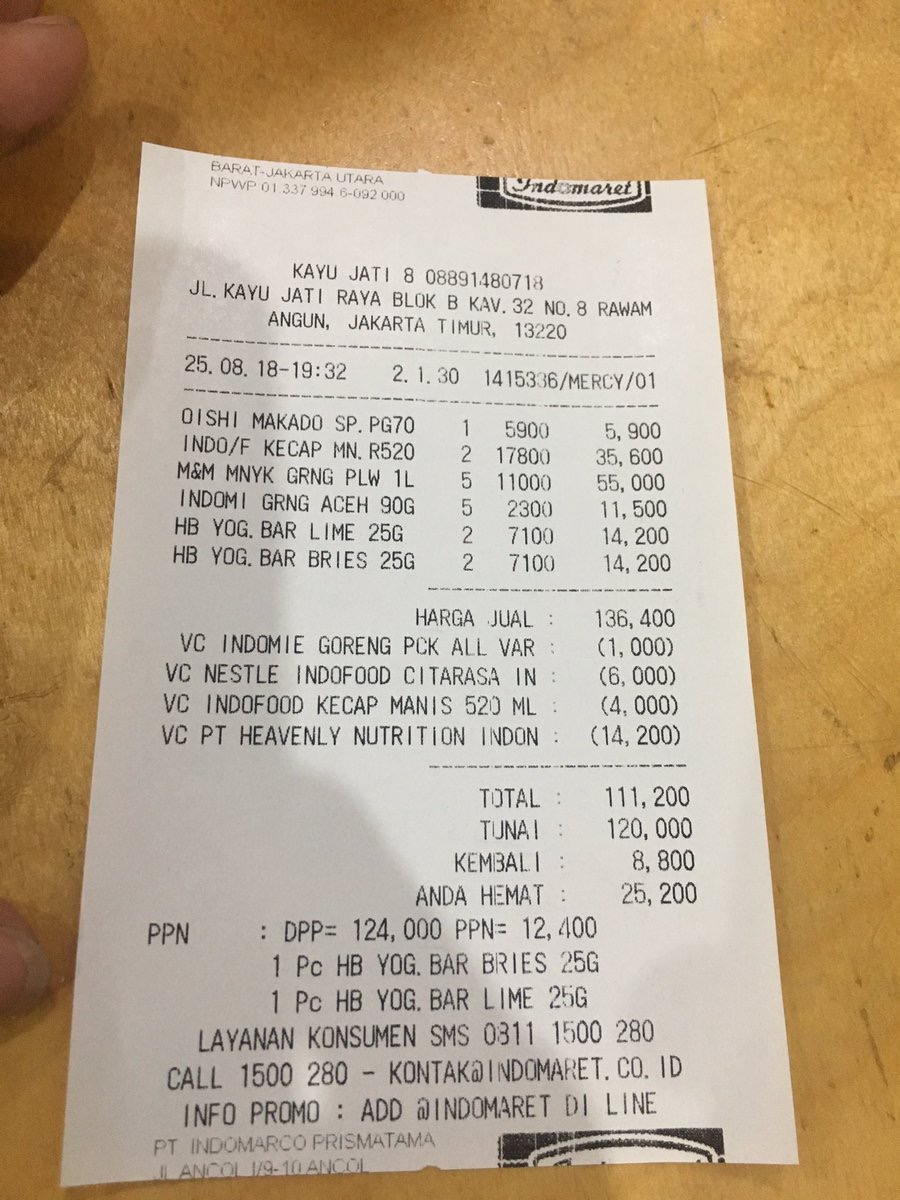 BARAT-JAKARTA UTARA
NPWP 01.337.994.6-092.000
Indomaret
KAYU JATI 8 08891480718
JL. KAYU JATI RAYA BLOK B KAV. 32 NO. 8 RAWAM
ANGUN, JAKARTA TIMUR, 13220
25. 08. 18-19:32 2. 1. 30 1415336/MERCY/01
OISHI MAKADO SP. PG70 1 5900 5,900
INDO/F KECAP MN. R520 2 17800 35,600
M&M MNYK GRNG PLW 1L 5 11000 55,000
INDOMI GRNG ACEH 90G 5 2300 11,500
HB YOG. BAR LIME 25G 2 7100 14,200
HB YOG. BAR BRIES 25G 2 7100 14,200
HARGA JUAL : 136,400
VC INDOMIE GORENG PCK ALL VAR : (1,000)
VC NESTLE INDOFOOD CITARASA IN : (6,000)
VC INDOFOOD KECAP MANIS 520 ML : (4,000)
VC PT HEAVENLY NUTRITION INDON : (14,200)
TOTAL : 111,200
TUNAI : 120,000
KEMBALI : 8,800
ANDA HEMAT : 25,200
PPN : DPP= 124,000 PPN= 12,400
1 Pc HB YOG. BAR BRIES 25G
1 Pc HB YOG. BAR LIME 25G
LAYANAN KONSUMEN SMS 0811 1500 280
CALL 1500 280 - KONTAK@INDOMARET. CO. ID
INFO PROMO : ADD @INDOMARET DI LINE
PT. INDOMARCO PRISMATAMA
JL ANCOL I/9-10 ANCOL
Indomaret